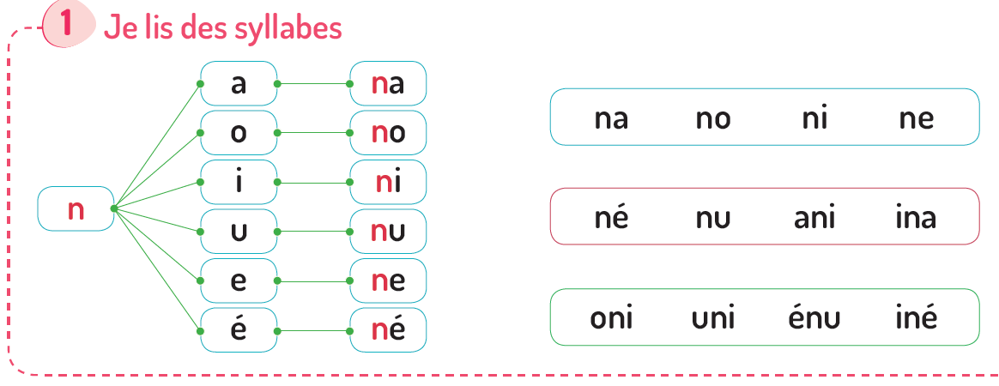 1 Je lis des syllabes
a na
o no
i ni
n
u nu
e ne
é né
na no ni ne
né nu ani ina
oni uni énu iné